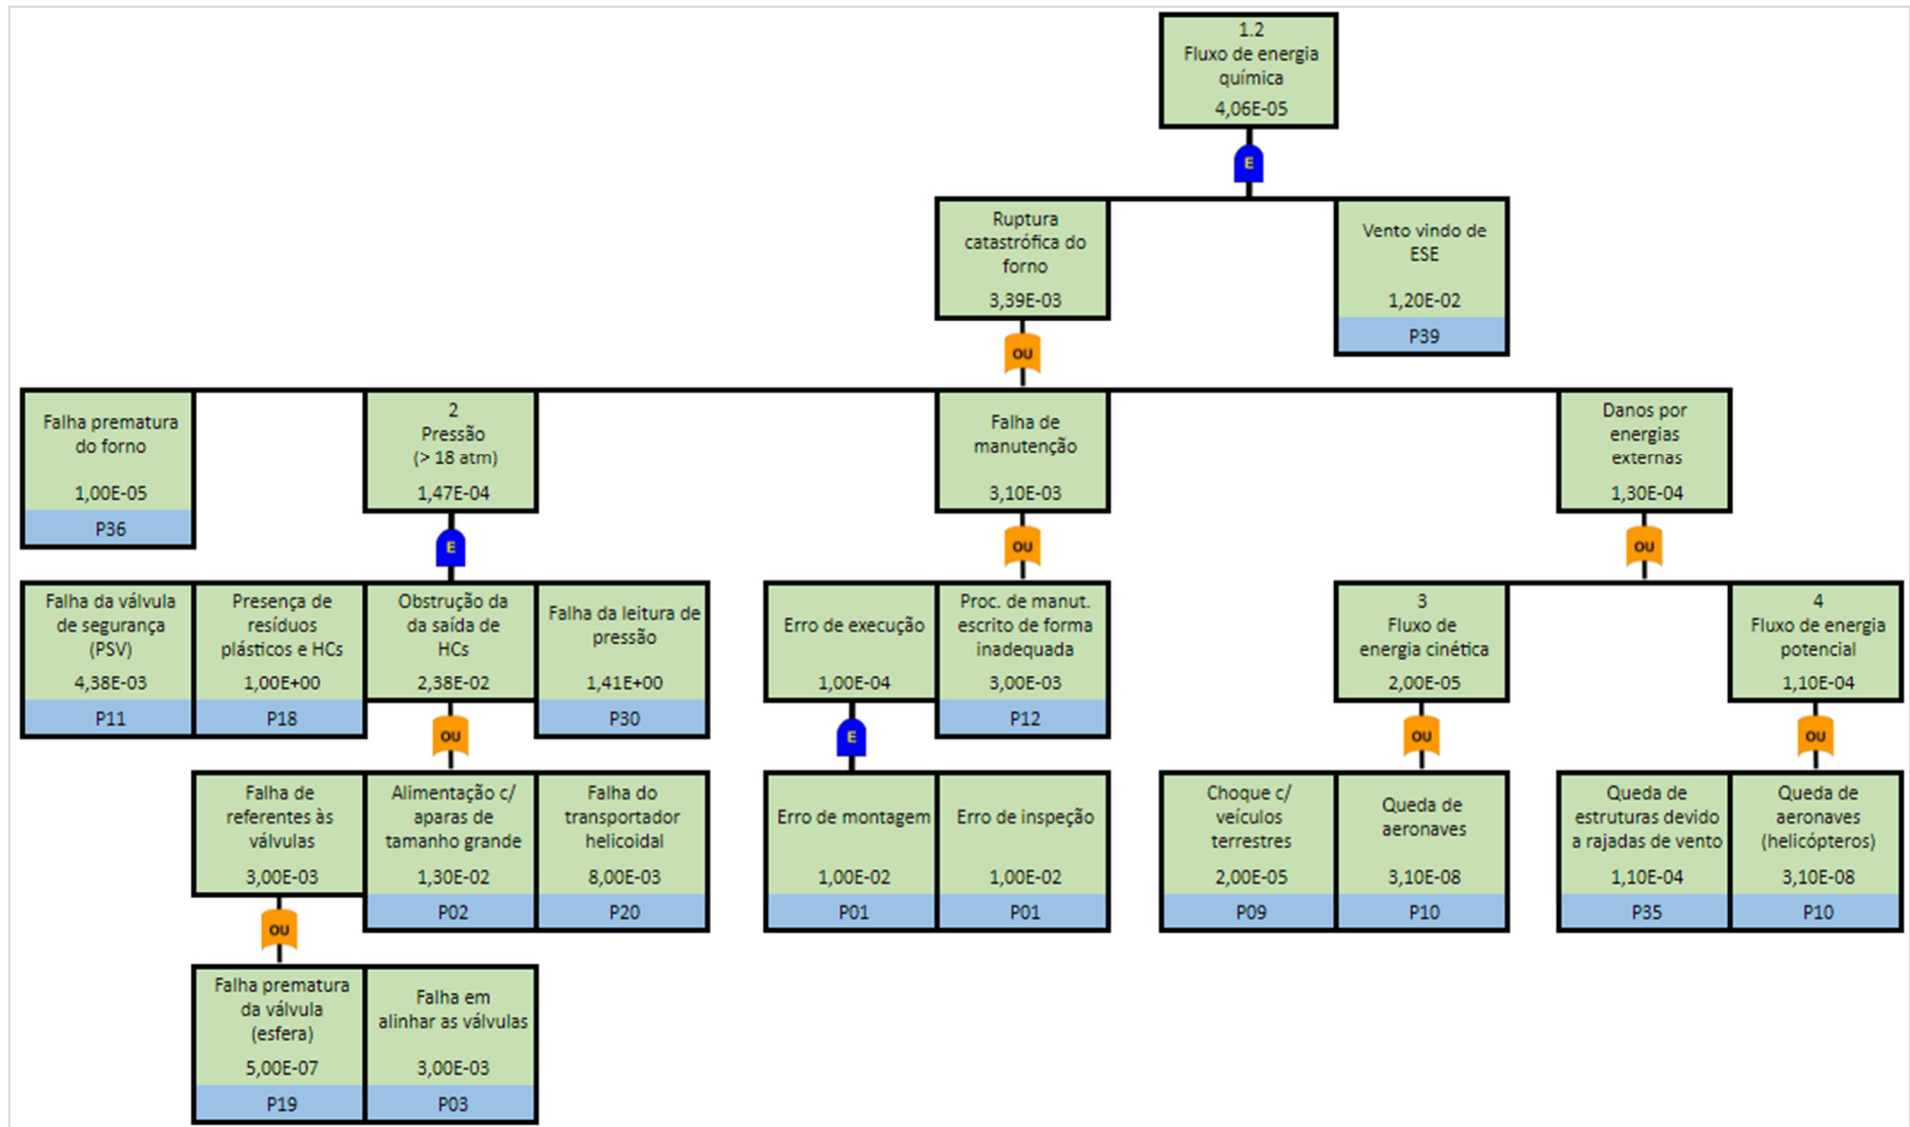 1.2
Fluxo de energia
química
4,06E-05
E
Ruptura
catastrófica do
forno
3,39E-03
Vento vindo de
ESE
1,20E-02
P39
OU
Falha prematura
do forno
1,00E-05
P36
2
Pressão
(> 18 atm)
1,47E-04
Falha de
manutenção
3,10E-03
Danos por
energias
externas
1,30E-04
E
OU
OU
Falha da válvula
de segurança
(PSV)
4,38E-03
P11
Presença de
resíduos
plásticos e HCs
1,00E+00
P18
Obstrução da
da saída de
HCs
2,38E-02
Falha da leitura de
pressão
1,41E+00
P30
Erro de execução
1,00E-04
Proc. de manut.
escrito de forma
inadequada
3,00E-03
P12
3
Fluxo de
energia cinética
2,00E-05
4
Fluxo de energia
potencial
1,10E-04
OU
E
OU
OU
Falha de
referentes às
válvulas
3,00E-03
Alimentação c/
aparas de
tamanho grande
1,30E-02
P02
Falha do
transportador
helicoidal
8,00E-03
P20
Erro de montagem
1,00E-02
P01
Erro de inspeção
1,00E-02
P01
Choque c/
veículos
terrestres
2,00E-05
P09
Queda de
aeronaves
3,10E-08
P10
Queda de
estruturas devido
a rajadas de vento
1,10E-04
P35
Queda de
aeronaves
(helicópteros)
3,10E-08
P10
OU
Falha prematura
da válvula
(esfera)
5,00E-07
P19
Falha em
alinhar as válvulas
3,00E-03
P03